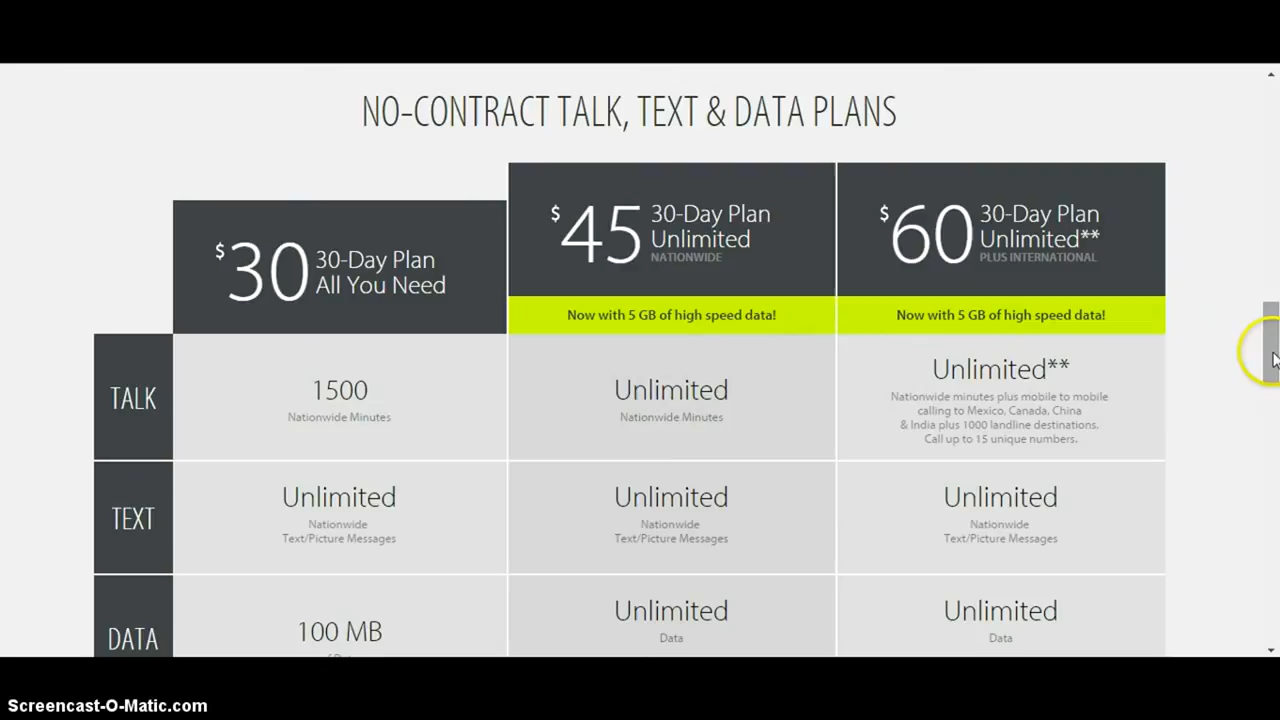 NO-CONTRACT TALK, TEXT & DATA PLANS
$30 30-Day Plan
All You Need
$45 30-Day Plan
Unlimited
NATIONWIDE
$60 30-Day Plan
Unlimited**
PLUS INTERNATIONAL
Now with 5 GB of high speed data!
Now with 5 GB of high speed data!
TALK
1500
Nationwide Minutes
Unlimited
Nationwide Minutes
Unlimited**
Nationwide minutes plus mobile to mobile
calling to Mexico, Canada, China
& India plus 1000 landline destinations.
Call up to 15 unique numbers.
TEXT
Unlimited
Nationwide
Text/Picture Messages
Unlimited
Nationwide
Text/Picture Messages
Unlimited
Nationwide
Text/Picture Messages
DATA
100 MB
Unlimited
Data
Unlimited
Data
Screencast-O-Matic.com